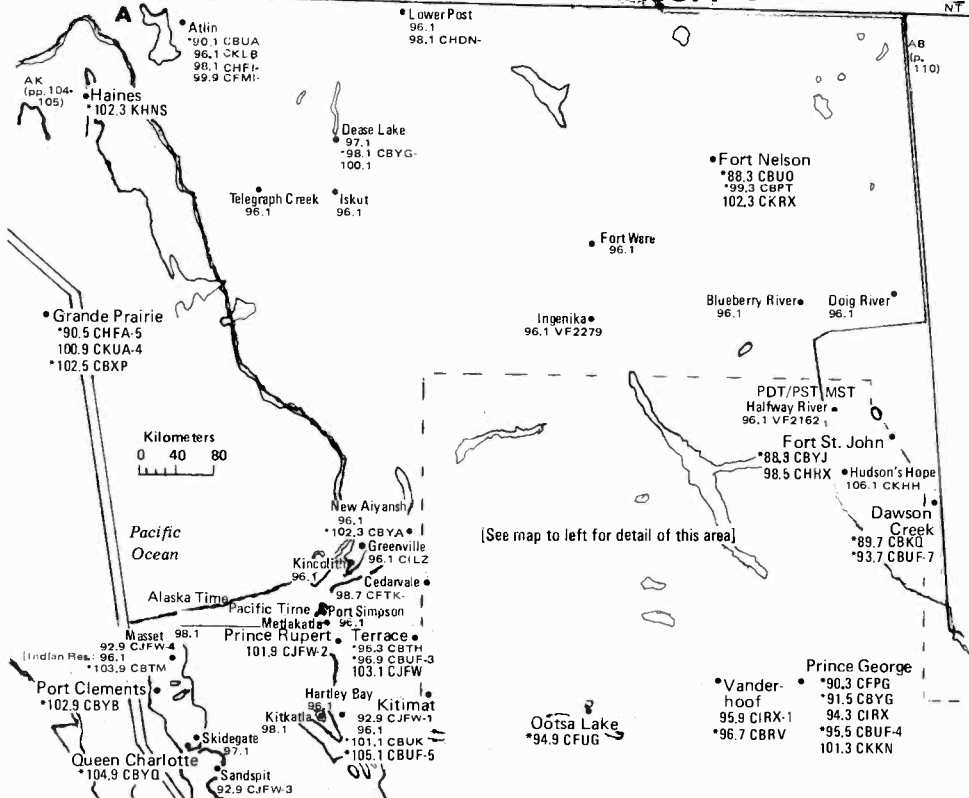 NT
A
Atlin
*90.1 CBUA
96.1 CKLB
98.1 CHFI-
99.9 CFMI-
Lower Post
96.1
98.1 CHDN-
AB
(p.
110)
AK
(pp. 104-
105)
Haines
*102.3 KHNS
Dease Lake
97.1
*98.1 CBYG-
100.1
Telegraph Creek
96.1
Iskut
96.1
Fort Nelson
*88.3 CBUO
*99.3 CBPT
102.3 CKRX
Fort Ware
96.1
Ingenika
96.1 VF2279
Blueberry River
96.1
Doig River
96.1
Grande Prairie
*90.5 CHFA-5
100.9 CKUA-4
*102.5 CBXP
Kilometers
0 40 80
PDT/PST MST
Halfway River
96.1 VF2162
Fort St. John
*88.3 CBYJ
98.5 CHRX
Hudson's Hope
106.1 CKHH
Dawson
Creek
*89.7 CBKQ
*93.7 CBUF-7
[See map to left for detail of this area]
Pacific
Ocean
New Aiyansh
96.1
*102.3 CBYA
Greenville
96.1 CILZ
Kincolith
96.1
Cedarvale
98.7 CFTK-
Alaska Time
Pacific Time
Port Simpson
96.1
Metlakatla
98.1
Prince Rupert
101.9 CJFW-2
Terrace
*95.3 CBTH
*96.9 CBUF-3
103.1 CJFW
Masset
92.9 CJFW-4
[Indian Res.: 96.1
*103.9 CBTM
Port Clements
*102.9 CBYB
Hartley Bay
96.1
Kitkatla
98.1
Kitimat
92.9 CJFW-1
96.1
*101.1 CBUK
*105.1 CBUF-5
Skidegate
97.1
Queen Charlotte
*104.9 CBYQ
Sandspit
92.9 CJFW-3
Ootsa Lake
*94.9 CFUG
Vander-
hoof
95.9 CIRX-1
*96.7 CBRV
Prince George
*90.3 CFPG
*91.5 CBYG
94.3 CIRX
*95.5 CBUF-4
101.3 CKKN